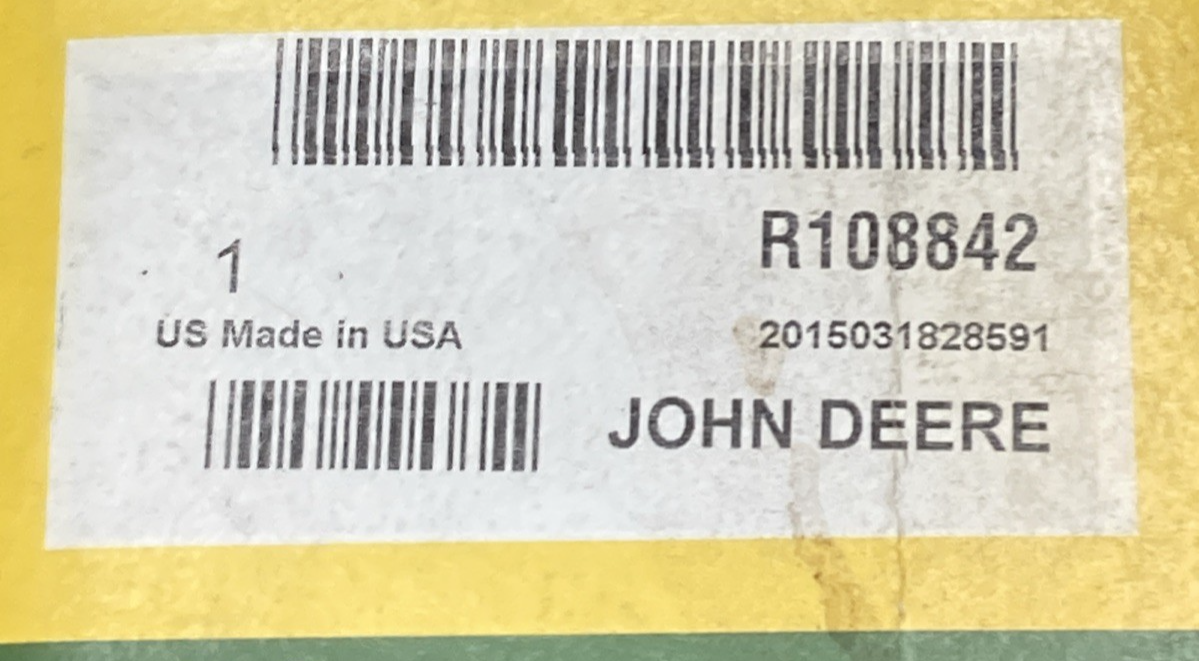 R108842
1
US Made in USA
2015031828591
JOHN DEERE